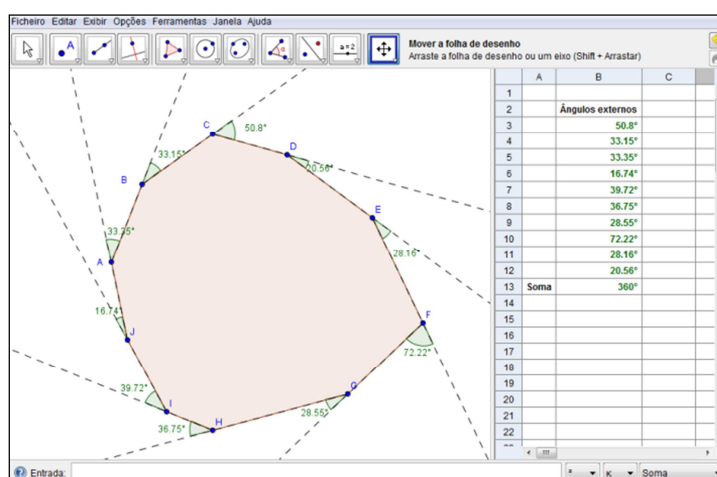 Ficheiro Editar Exibir Opções Ferramentas Janela Ajuda
A
α
a=2
Mover a folha de desenho
Arraste a folha de desenho ou um eixo (Shift + Arrastar)
C
50.8°
D
20.56°
33.15°
B
E
28.16°
33.35°
A
16.74°
J
F
72.22°
39.72°
I
G
28.55°
36.75°
H
A B C
1
2 Ângulos externos
3 50.8°
4 33.15°
5 33.35°
6 16.74°
7 39.72°
8 36.75°
9 28.55°
10 72.22°
11 28.16°
12 20.56°
13 Soma 360°
14
15
16
17
18
19
20
21
22
Entrada:
Soma